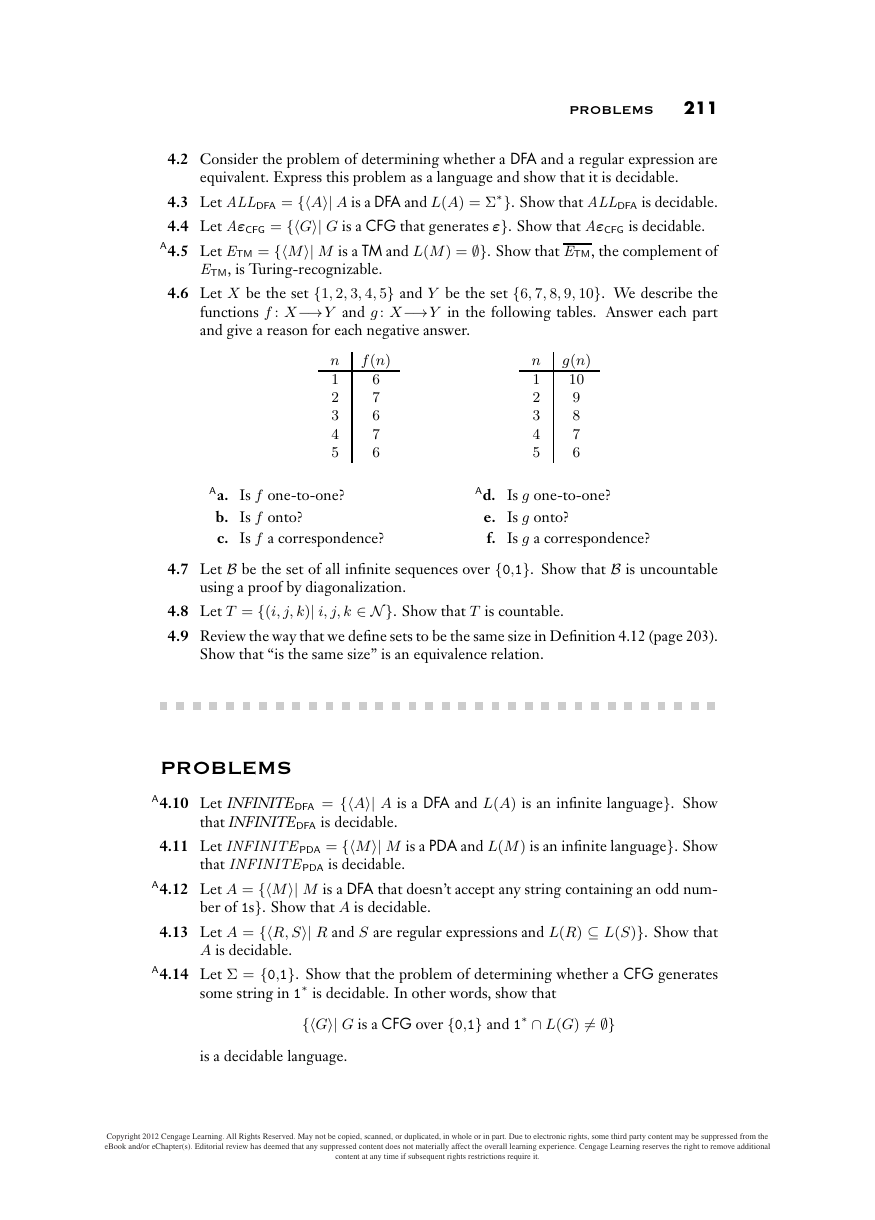 PROBLEMS 211
4.2 Consider the problem of determining whether a DFA and a regular expression are
equivalent. Express this problem as a language and show that it is decidable.
4.3 Let ALL_DFA = {⟨A⟩| A is a DFA and L(A) = Σ*}. Show that ALL_DFA is decidable.
4.4 Let Aε_CFG = {⟨G⟩| G is a CFG that generates ε}. Show that Aε_CFG is decidable.
ᴬ4.5 Let E_TM = {⟨M⟩| M is a TM and L(M) = ∅}. Show that \overline{E_TM}, the complement of
E_TM, is Turing-recognizable.
4.6 Let X be the set {1, 2, 3, 4, 5} and Y be the set {6, 7, 8, 9, 10}. We describe the
functions f : X⟶Y and g : X⟶Y in the following tables. Answer each part
and give a reason for each negative answer.
n f(n) n g(n)
1 6 1 10
2 7 2 9
3 6 3 8
4 7 4 7
5 6 5 6
ᴬa. Is f one-to-one? ᴬd. Is g one-to-one?
b. Is f onto? e. Is g onto?
c. Is f a correspondence? f. Is g a correspondence?
4.7 Let ℬ be the set of all infinite sequences over {0,1}. Show that ℬ is uncountable
using a proof by diagonalization.
4.8 Let T = {(i, j, k)| i, j, k ∈ 𝒩}. Show that T is countable.
4.9 Review the way that we define sets to be the same size in Definition 4.12 (page 203).
Show that “is the same size” is an equivalence relation.
PROBLEMS
ᴬ4.10 Let INFINITE_DFA = {⟨A⟩| A is a DFA and L(A) is an infinite language}. Show
that INFINITE_DFA is decidable.
4.11 Let INFINITE_PDA = {⟨M⟩| M is a PDA and L(M) is an infinite language}. Show
that INFINITE_PDA is decidable.
ᴬ4.12 Let A = {⟨M⟩| M is a DFA that doesn’t accept any string containing an odd num-
ber of 1s}. Show that A is decidable.
4.13 Let A = {⟨R, S⟩| R and S are regular expressions and L(R) ⊆ L(S)}. Show that
A is decidable.
ᴬ4.14 Let Σ = {0,1}. Show that the problem of determining whether a CFG generates
some string in 1* is decidable. In other words, show that
{⟨G⟩| G is a CFG over {0,1} and 1* ∩ L(G) ≠ ∅}
is a decidable language.
Copyright 2012 Cengage Learning. All Rights Reserved. May not be copied, scanned, or duplicated, in whole or in part. Due to electronic rights, some third party content may be suppressed from the
eBook and/or eChapter(s). Editorial review has deemed that any suppressed content does not materially affect the overall learning experience. Cengage Learning reserves the right to remove additional
content at any time if subsequent rights restrictions require it.